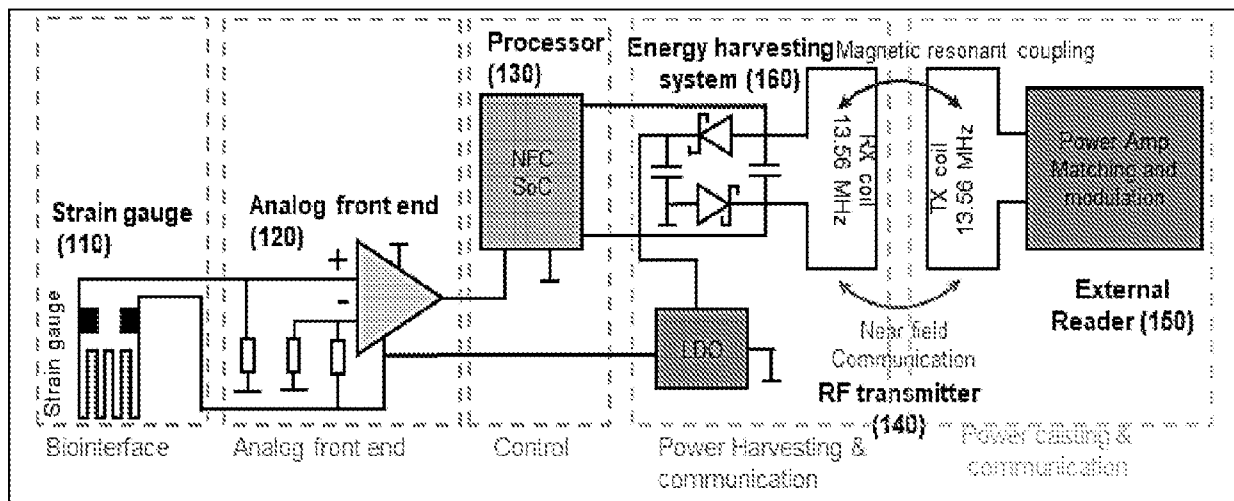 Processor
(130)
Energy harvesting
system (160)
Magnetic resonant coupling
NFC
SoC
RX coil
13.56 MHz
TX coil
13.56 MHz
Power Amp
Matching and
modulation
Strain gauge
(110)
Analog front end
(120)
+
-
Strain gauge
LDO
Near field
Communication
External
Reader (150)
RF transmitter
(140)
Biointerface
Analog front end
Control
Power Harvesting &
communication
Power casting &
communication